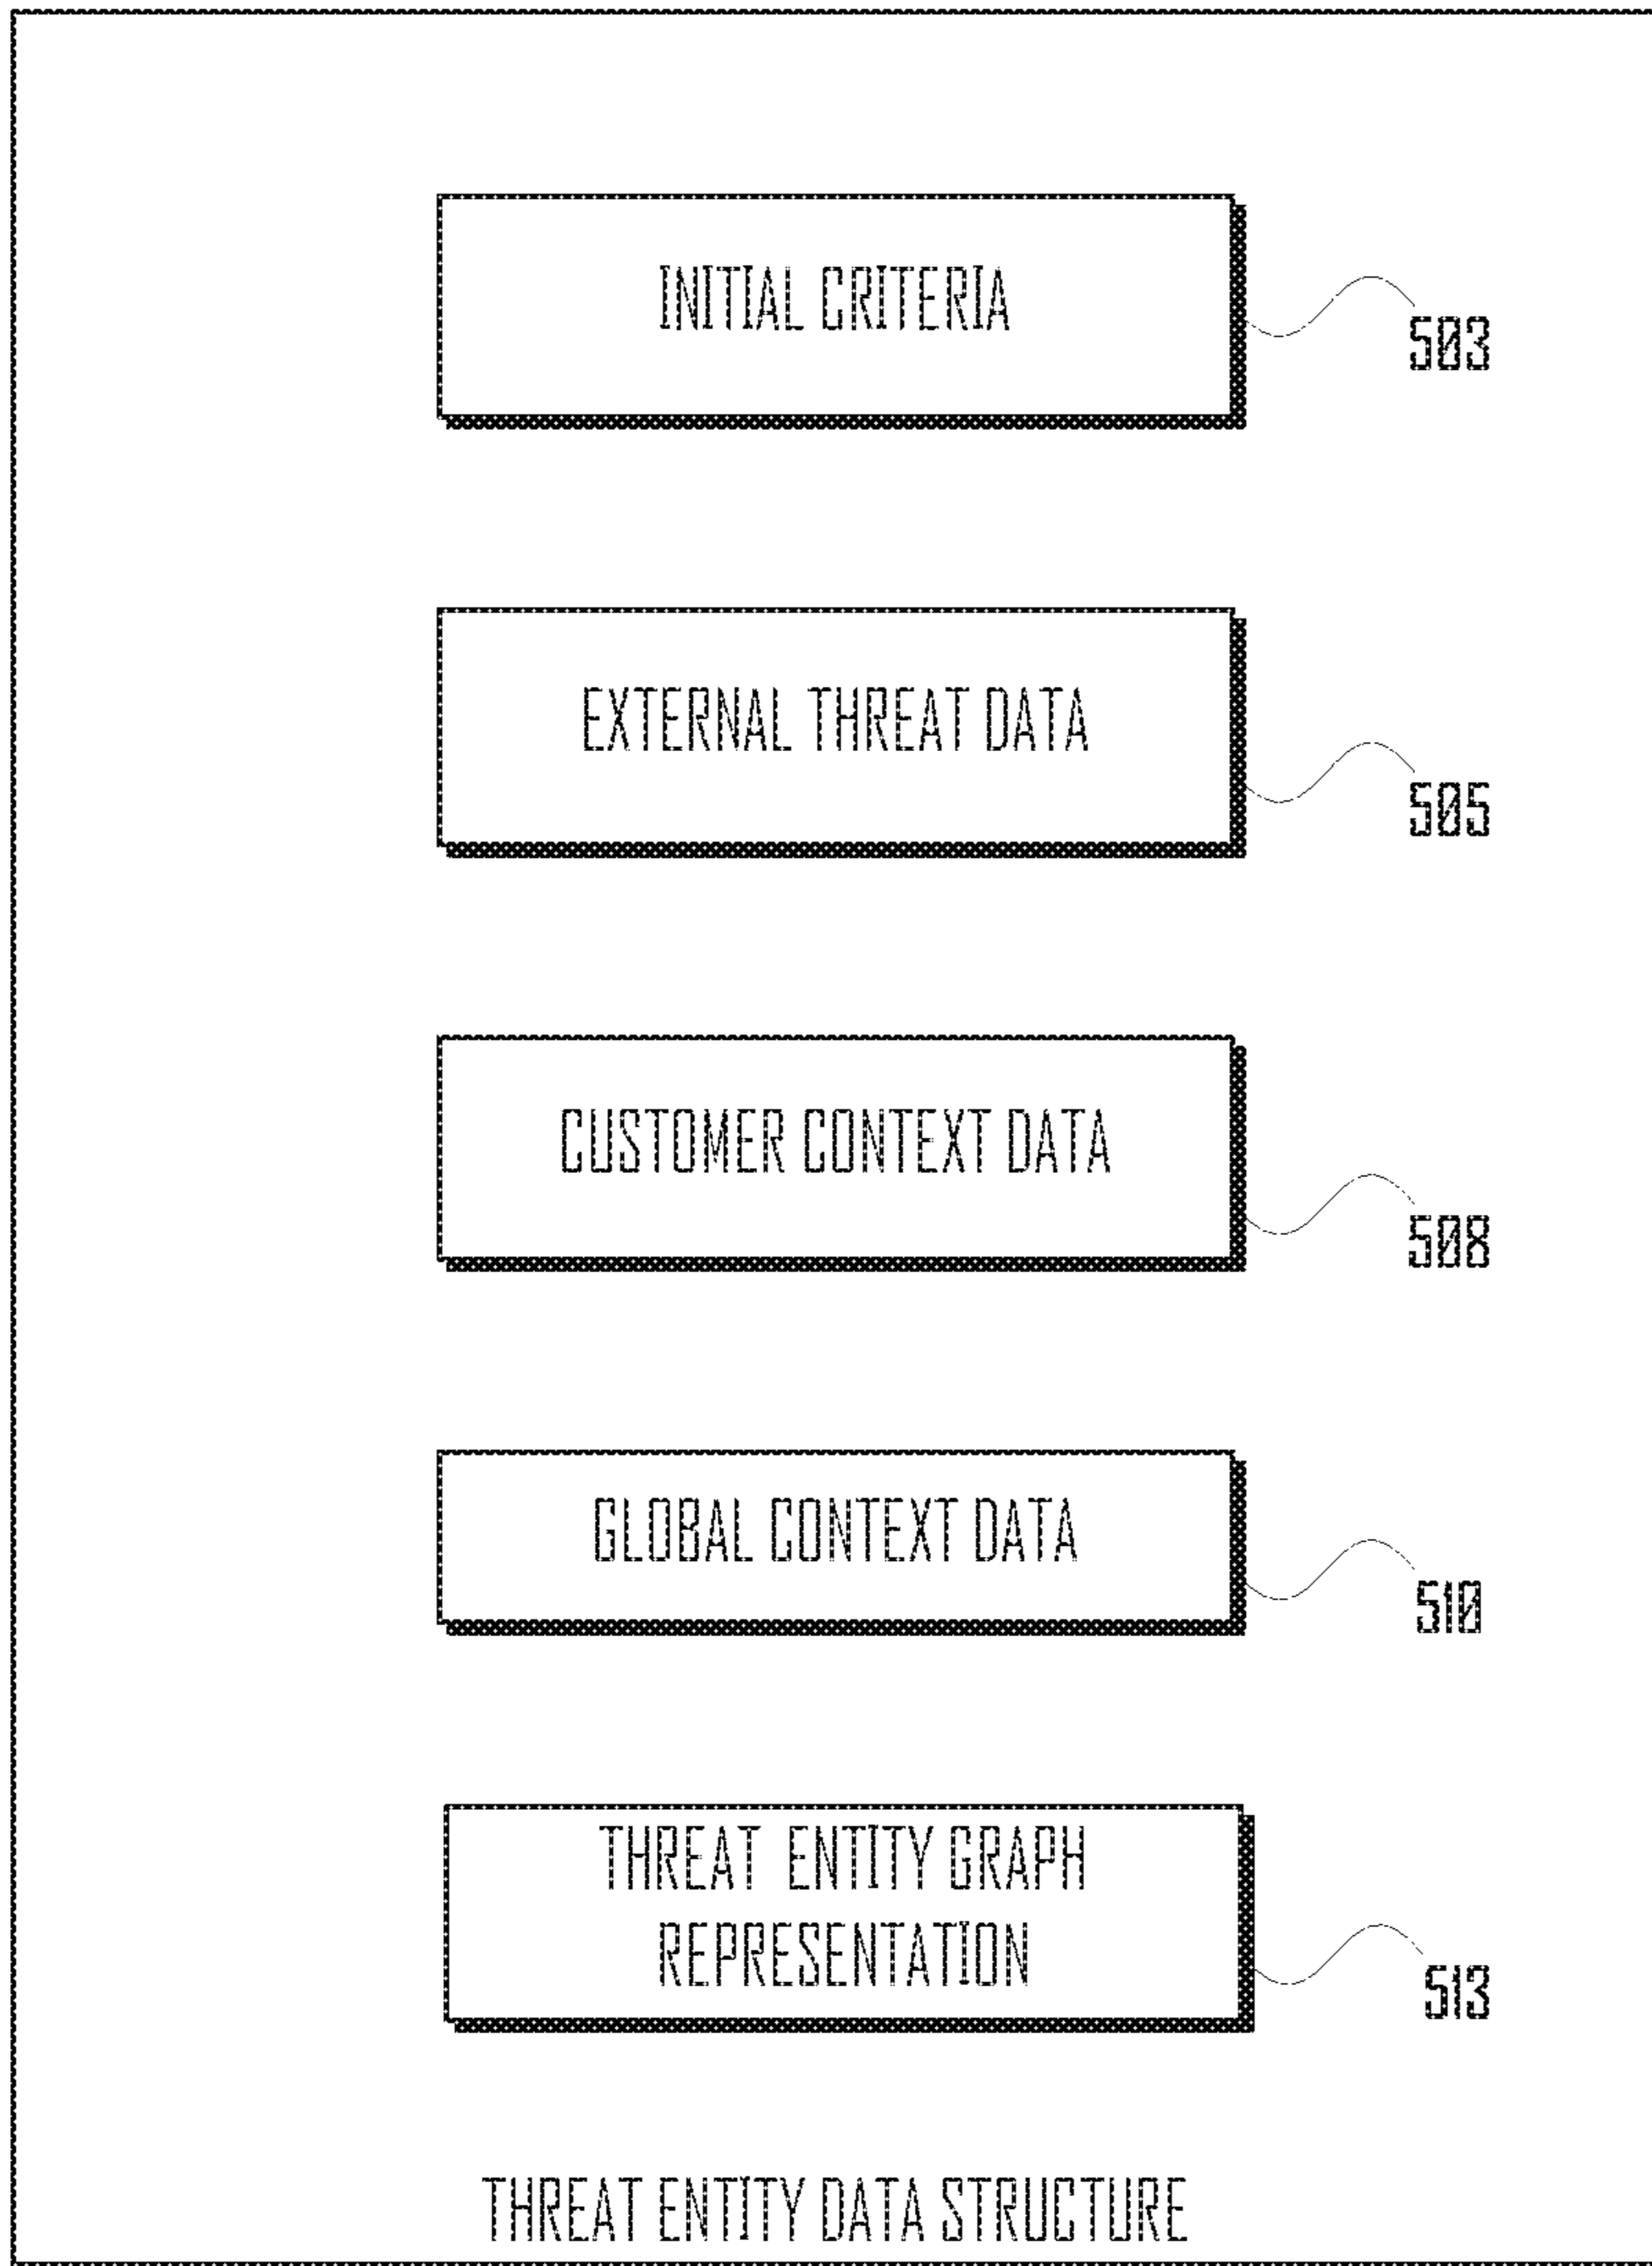 INITIAL CRITERIA
503
EXTERNAL THREAT DATA
505
CUSTOMER CONTEXT DATA
508
GLOBAL CONTEXT DATA
510
THREAT ENTITY GRAPH
REPRESENTATION
513
THREAT ENTITY DATA STRUCTURE